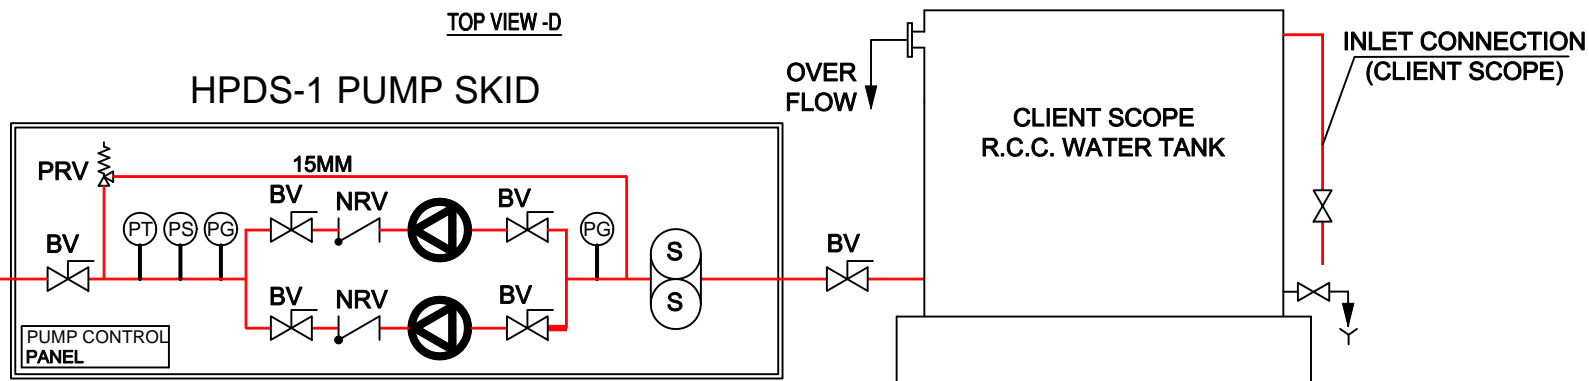 TOP VIEW -D
HPDS-1 PUMP SKID
PRV
15MM
BV
NRV
BV
PT
PS
PG
PG
BV
S
S
BV
NRV
BV
PUMP CONTROL
PANEL
BV
OVER
FLOW
CLIENT SCOPE
R.C.C. WATER TANK
INLET CONNECTION
(CLIENT SCOPE)